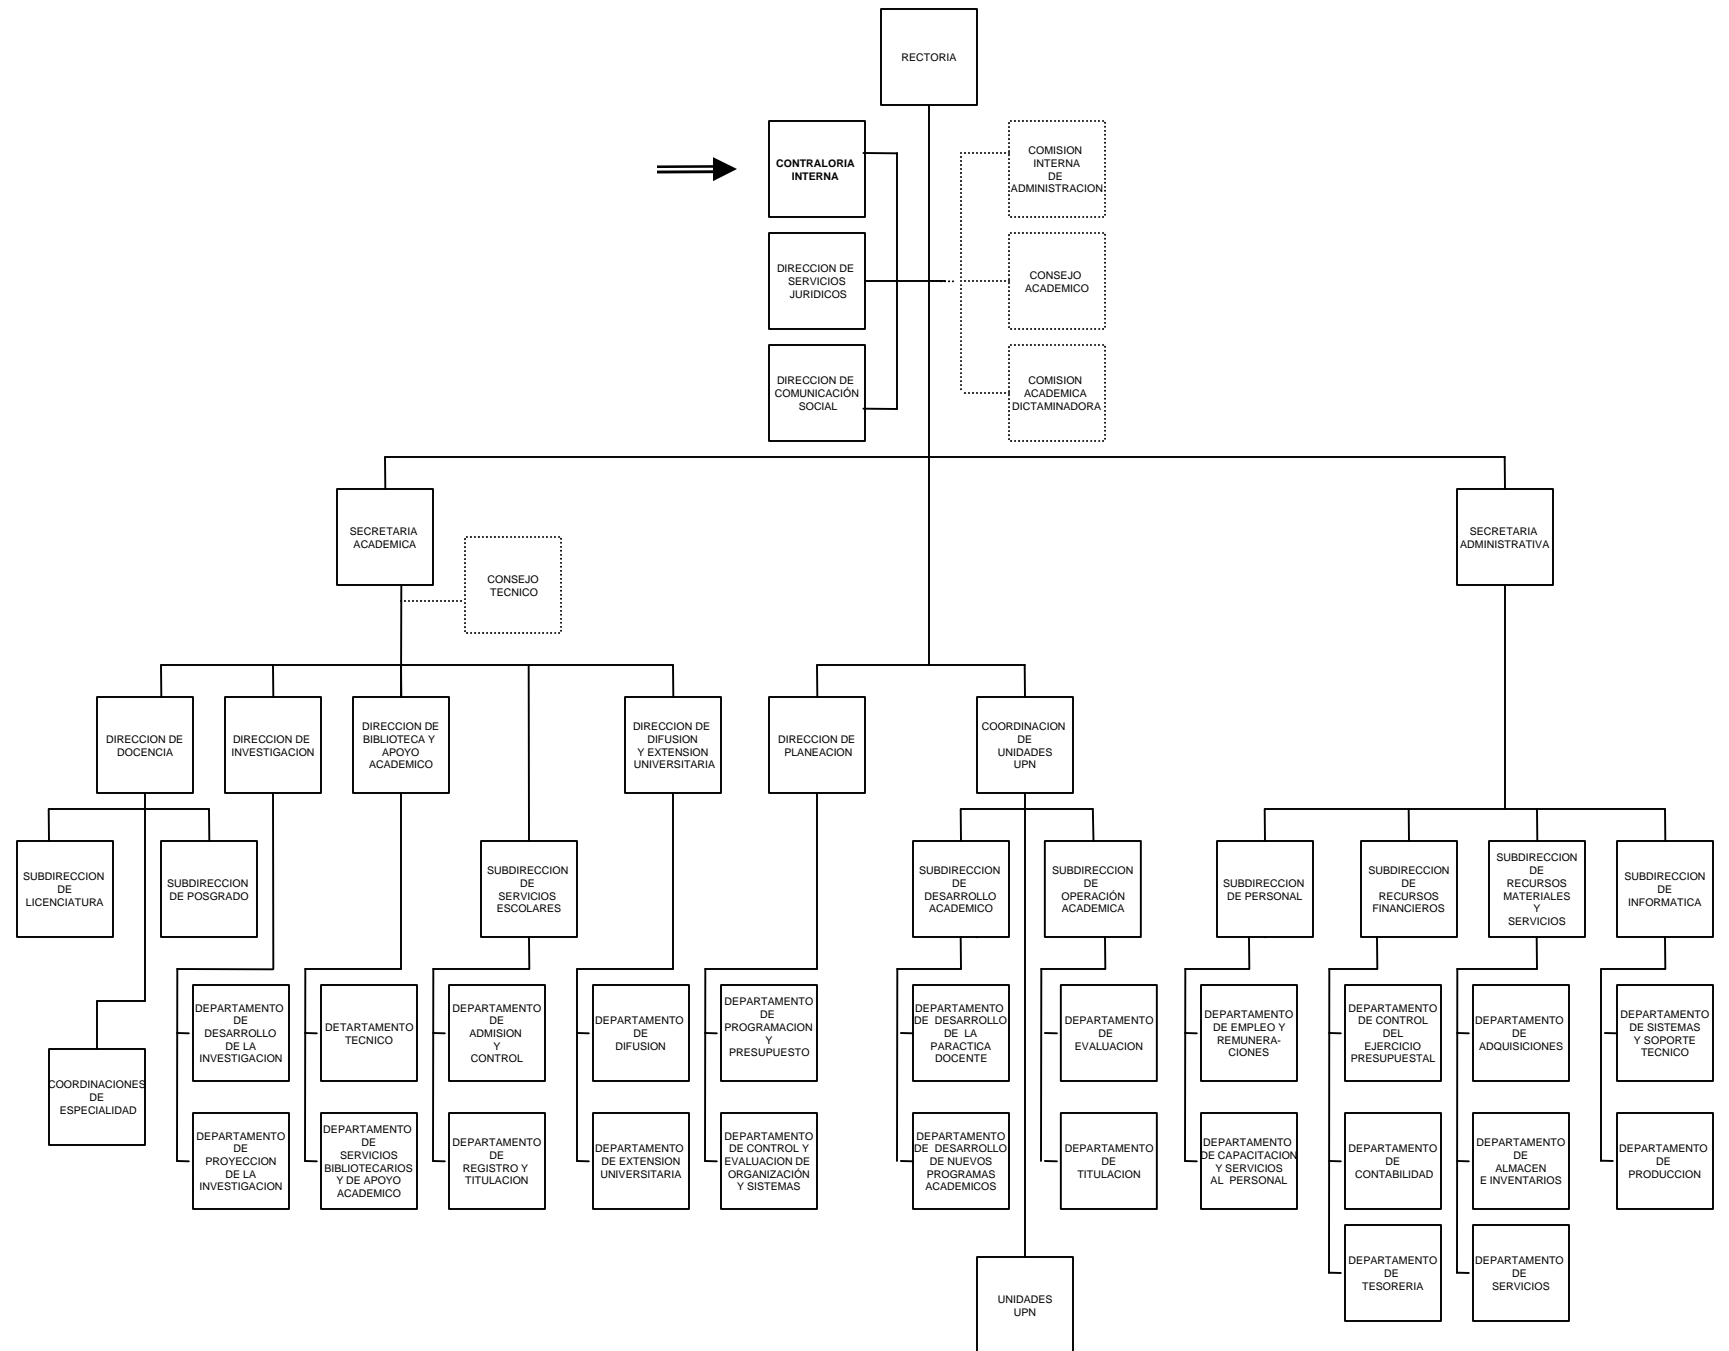 RECTORIA
CONTRALORIA
INTERNA
COMISION
INTERNA
DE
ADMINISTRACION
DIRECCION DE
SERVICIOS
JURIDICOS
CONSEJO
ACADEMICO
DIRECCION DE
COMUNICACIÓN
SOCIAL
COMISION
ACADEMICA
DICTAMINADORA
SECRETARIA
ACADEMICA
CONSEJO
TECNICO
SECRETARIA
ADMINISTRATIVA
DIRECCION DE
DOCENCIA
DIRECCION DE
INVESTIGACION
DIRECCION DE
BIBLIOTECA Y
APOYO
ACADEMICO
DIRECCION DE
DIFUSION
Y EXTENSION
UNIVERSITARIA
DIRECCION DE
PLANEACION
COORDINACION
DE
UNIDADES
UPN
SUBDIRECCION
DE
LICENCIATURA
SUBDIRECCION
DE POSGRADO
SUBDIRECCION
DE
SERVICIOS
ESCOLARES
SUBDIRECCION
DE
DESARROLLO
ACADEMICO
SUBDIRECCION
DE
OPERACIÓN
ACADEMICA
SUBDIRECCION
DE PERSONAL
SUBDIRECCION
DE
RECURSOS
FINANCIEROS
SUBDIRECCION
DE
RECURSOS
MATERIALES
Y
SERVICIOS
SUBDIRECCION
DE
INFORMATICA
COORDINACIONES
DE
ESPECIALIDAD
DEPARTAMENTO
DE
DESARROLLO
DE LA
INVESTIGACION
DETARTAMENTO
TECNICO
DEPARTAMENTO
DE
ADMISION
Y
CONTROL
DEPARTAMENTO
DE
DIFUSION
DEPARTAMENTO
DE
PROGRAMACION
Y
PRESUPUESTO
DEPARTAMENTO
DE DESARROLLO
DE LA
PARACTICA
DOCENTE
DEPARTAMENTO
DE
EVALUACION
DEPARTAMENTO
DE EMPLEO Y
REMUNERA-
CIONES
DEPARTAMENTO
DE CONTROL
DEL
EJERCICIO
PRESUPUESTAL
DEPARTAMENTO
DE
ADQUISICIONES
DEPARTAMENTO
DE SISTEMAS
Y SOPORTE
TECNICO
DEPARTAMENTO
DE
PROYECCION
DE LA
INVESTIGACION
DEPARTAMENTO
DE
SERVICIOS
BIBLIOTECARIOS
Y DE APOYO
ACADEMICO
DEPARTAMENTO
DE
REGISTRO Y
TITULACION
DEPARTAMENTO
DE EXTENSION
UNIVERSITARIA
DEPARTAMENTO
DE CONTROL Y
EVALUACION DE
ORGANIZACIÓN
Y SISTEMAS
DEPARTAMENTO
DE DESARROLLO
DE NUEVOS
PROGRAMAS
ACADEMICOS
DEPARTAMENTO
DE
TITULACION
DEPARTAMENTO
DE CAPACITACION
Y SERVICIOS
AL PERSONAL
DEPARTAMENTO
DE
CONTABILIDAD
DEPARTAMENTO
DE
ALMACEN
E INVENTARIOS
DEPARTAMENTO
DE
PRODUCCION
DEPARTAMENTO
DE
TESORERIA
DEPARTAMENTO
DE
SERVICIOS
UNIDADES
UPN